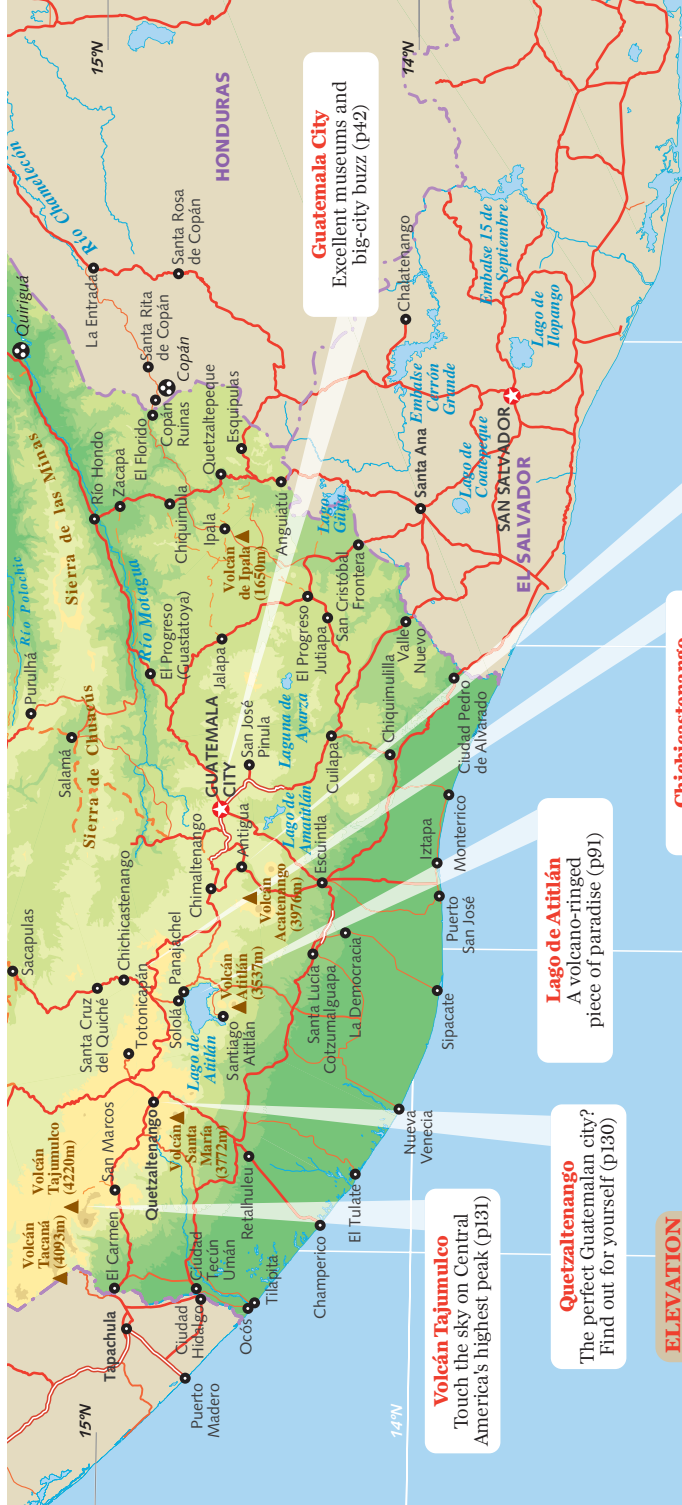 15ºN
Río Chamelecón
HONDURAS
Guatemala City
Excellent museums and
big-city buzz (p42)
14ºN
Quiriguá
La Entrada
Santa Rosa
de Copán
Santa Rita
de Copán
Copán
El Florido
Copán
Ruinas
Quetzaltepeque
Esquipulas
Chalatenango
Embalse 15 de
Septiembre
Lago de
Ilopango
Embalse
Cerrón
Grande
SAN SALVADOR
EL SALVADOR
Lago de
Coatepeque
Santa Ana
Lago
Güija
Sierra de las Minas
Río Hondo
Zacapa
Chiquimula
Ipala
Volcán
de Ipala
(1650m)
Anguiatú
San Cristóbal
Frontera
Río Polochic
Purulhá
Río Motagua
El Progreso
(Guastatoya)
Jalapa
El Progreso
Jutiapa
Valle
Nuevo
Salamá
Sierra de Chuacús
GUATEMALA
CITY
San José
Pinula
Laguna de
Ayarza
Cuilapa
Chiquimulilla
Ciudad Pedro
de Alvarado
Lago de
Amatitlán
Escuintla
Antigua
Chimaltenango
Volcán
Acatenango
(3976m)
Iztapa
Monterrico
Puerto
San José
Chichicastenango
Sacapulas
Santa Cruz
del Quiché
Chichicastenango
Totonicapán
Panajachel
Sololá
Lago de
Atitlán
Volcán
Atitlán
(3537m)
Santiago
Atitlán
Santa Lucía
Cotzumalguapa
La Democracia
Sipacate
Lago de Atitlán
A volcano-ringed
piece of paradise (p91)
Volcán
Tajumulco
(4220m)
Volcán
Tacaná
(4093m)
San Marcos
Quetzaltenango
Volcán
Santa
María
(3772m)
Retalhuleu
Nueva
Venecia
El Tulate
Champerico
El Carmen
Ciudad
Tecún
Umán
Tilapita
Ocós
Ciudad
Hidalgo
Tapachula
Puerto
Madero
15ºN
14ºN
Quetzaltenango
The perfect Guatemalan city?
Find out for yourself (p130)
Volcán Tajumulco
Touch the sky on Central
America's highest peak (p131)
ELEVATION